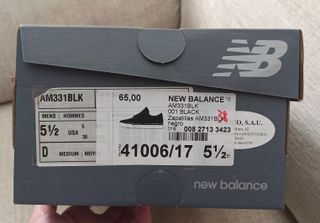 NB
AM331BLK
65,00
NEW BALANCE
AM331BLK
001 BLACK
Zapatillas AM331B
negro
008 2713 3423
MENS HOMMES
5½
USA
D
MEDIUM
41006/17
5½
O, S.A.U.
new balance